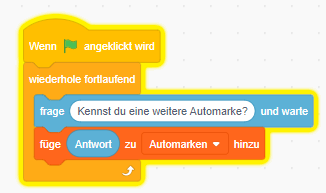 Wenn angeklickt wird
wiederhole fortlaufend
frage Kennst du eine weitere Automarke? und warte
füge Antwort zu Automarken hinzu